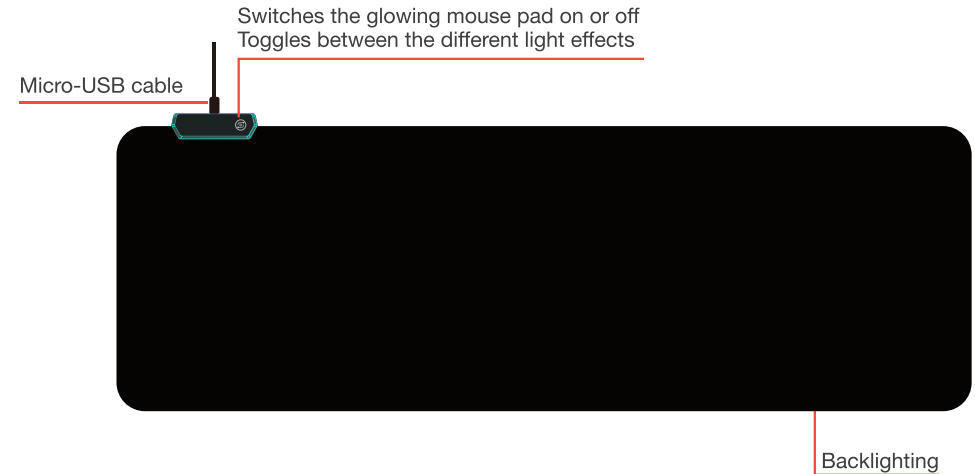 Switches the glowing mouse pad on or off
Toggles between the different light effects
Micro-USB cable
Backlighting